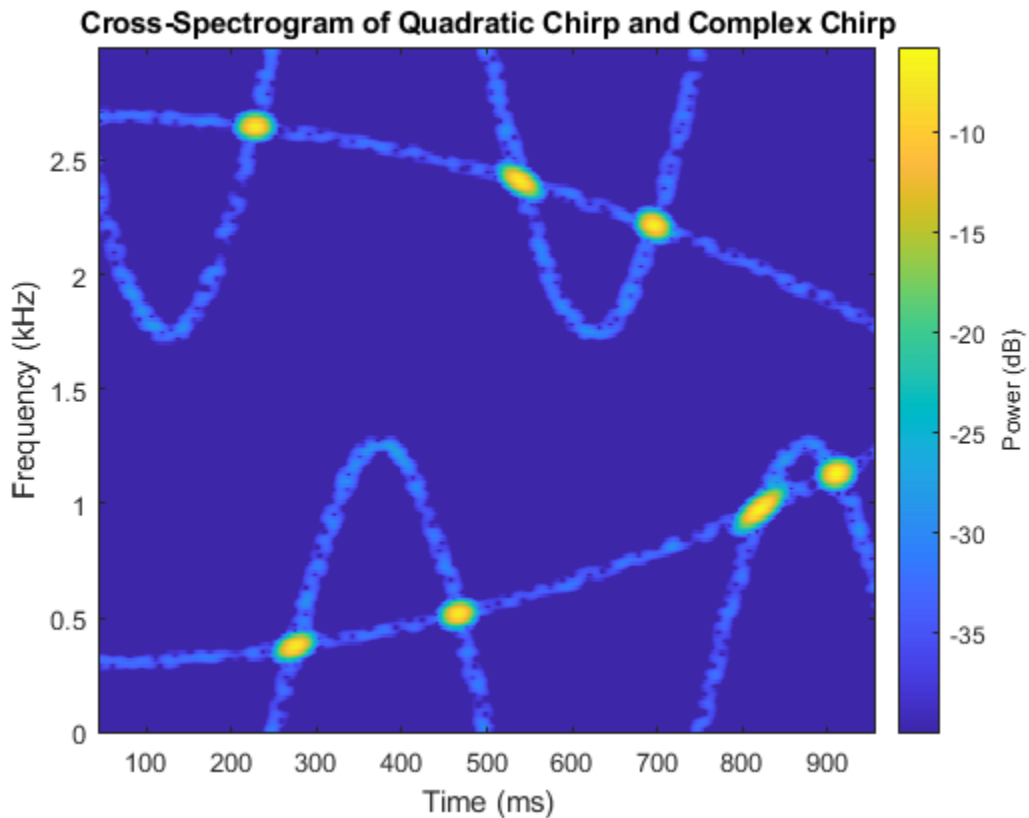 Cross-Spectrogram of Quadratic Chirp and Complex Chirp
Frequency (kHz)
2.5
2
1.5
1
0.5
0
100 200 300 400 500 600 700 800 900
Time (ms)
-10
-15
-20
-25
-30
-35
Power (dB)